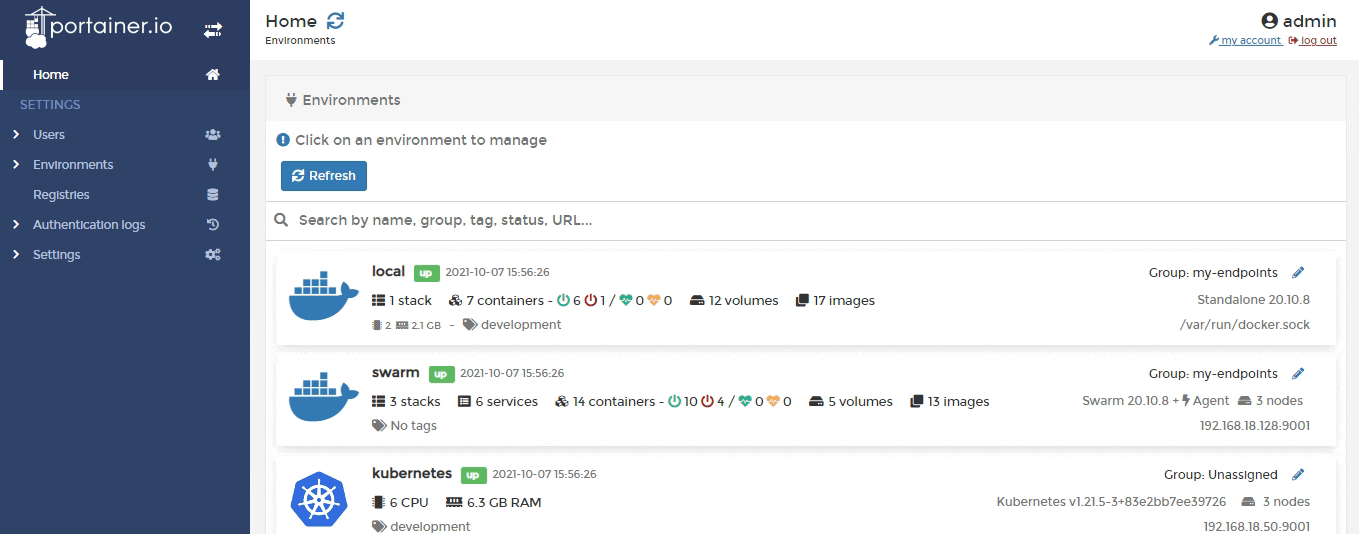 portainer.io
Home
SETTINGS
Users
Environments
Registries
Authentication logs
Settings
Home
Environments
admin
my account log out
Environments
Click on an environment to manage
Refresh
Search by name, group, tag, status, URL...
local up 2021-10-07 15:56:26 Group: my-endpoints
1 stack 7 containers - 6 1 / 0 0 12 volumes 17 images Standalone 20.10.8
2 2.1 GB - development /var/run/docker.sock
swarm up 2021-10-07 15:56:26 Group: my-endpoints
3 stacks 6 services 14 containers - 10 4 / 0 0 5 volumes 13 images Swarm 20.10.8 + Agent 3 nodes
No tags 192.168.18.128:9001
kubernetes up 2021-10-07 15:56:26 Group: Unassigned
6 CPU 6.3 GB RAM Kubernetes v1.21.5-3+83e2bb7ee39726 3 nodes
development 192.168.18.50:9001